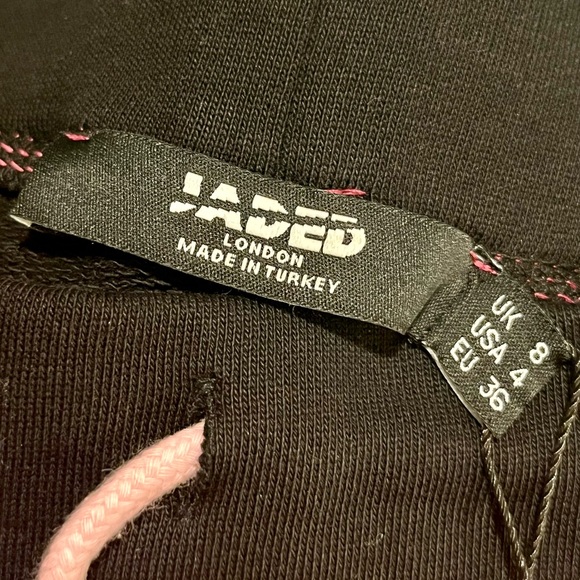 JADED
LONDON
MADE IN TURKEY
UK 8
USA 4
EU 36